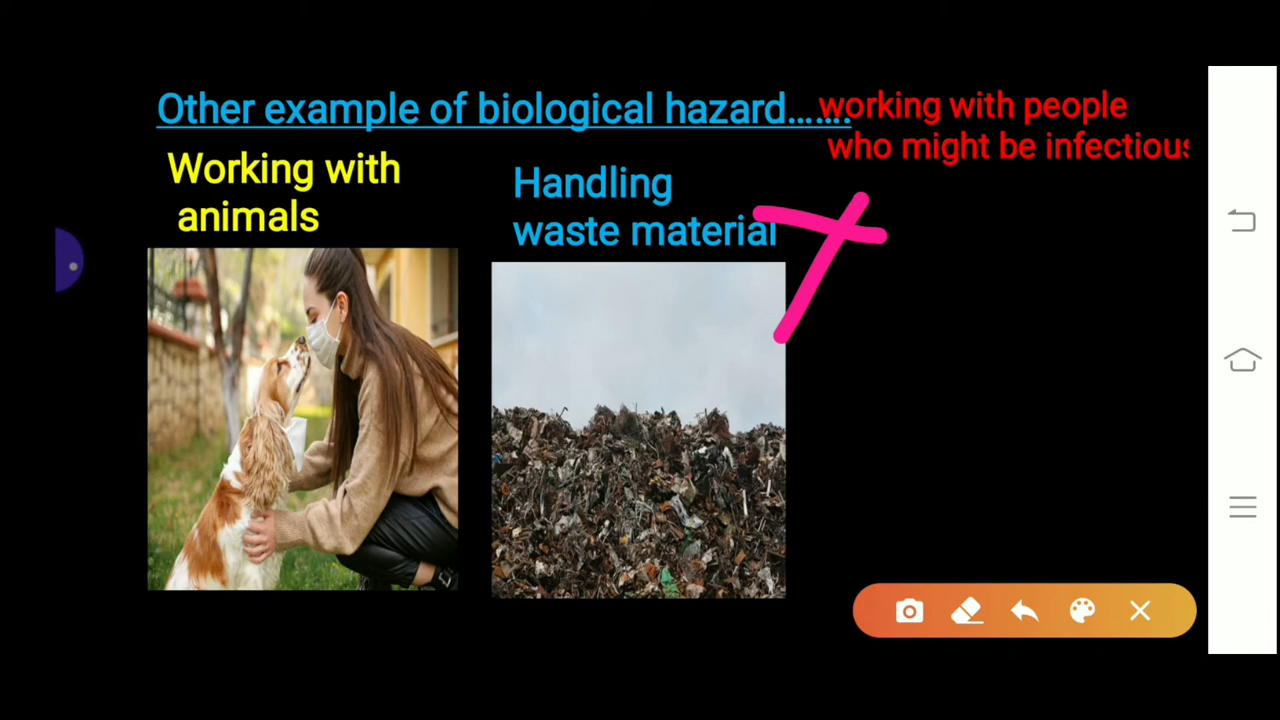 Other example of biological hazard.......
working with people
who might be infectious
Working with
animals
Handling
waste material